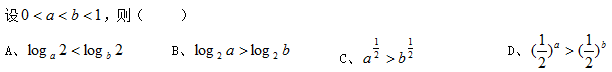 设 0 < a < b < 1，则（　　）
A、log_a 2 < log_b 2　　B、log_2 a > log_2 b　　C、a^{1/2} > b^{1/2}　　D、(1/2)^a > (1/2)^b